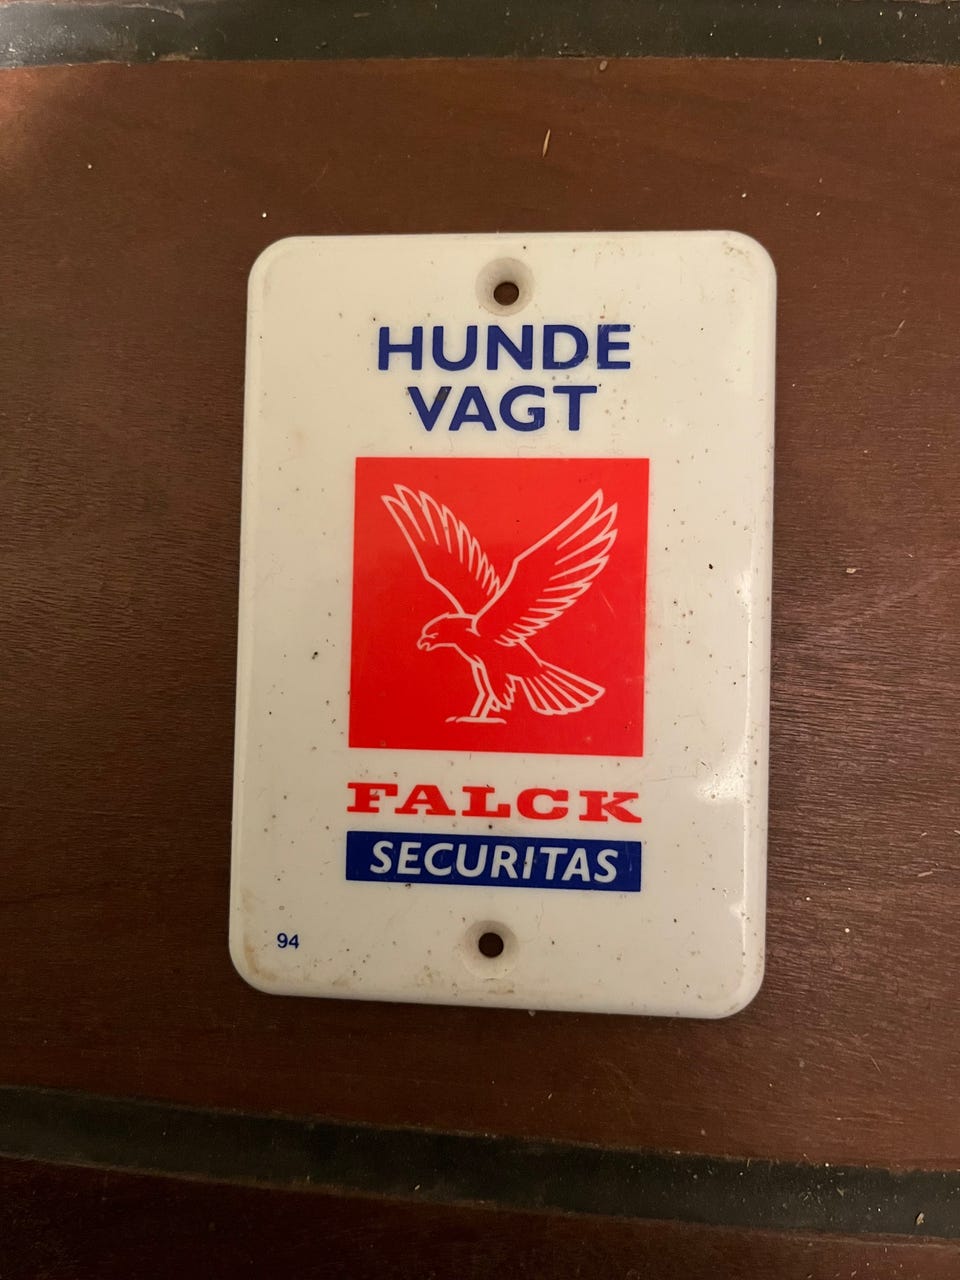 HUNDE
VAGT
FALCK
SECURITAS
94